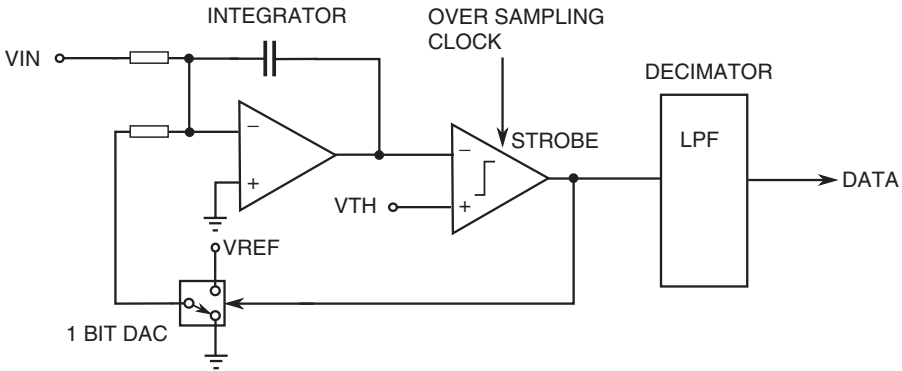 INTEGRATOR
OVER SAMPLING
CLOCK
VIN
DECIMATOR
−
+
−
+
STROBE
LPF
VTH
DATA
VREF
1 BIT DAC